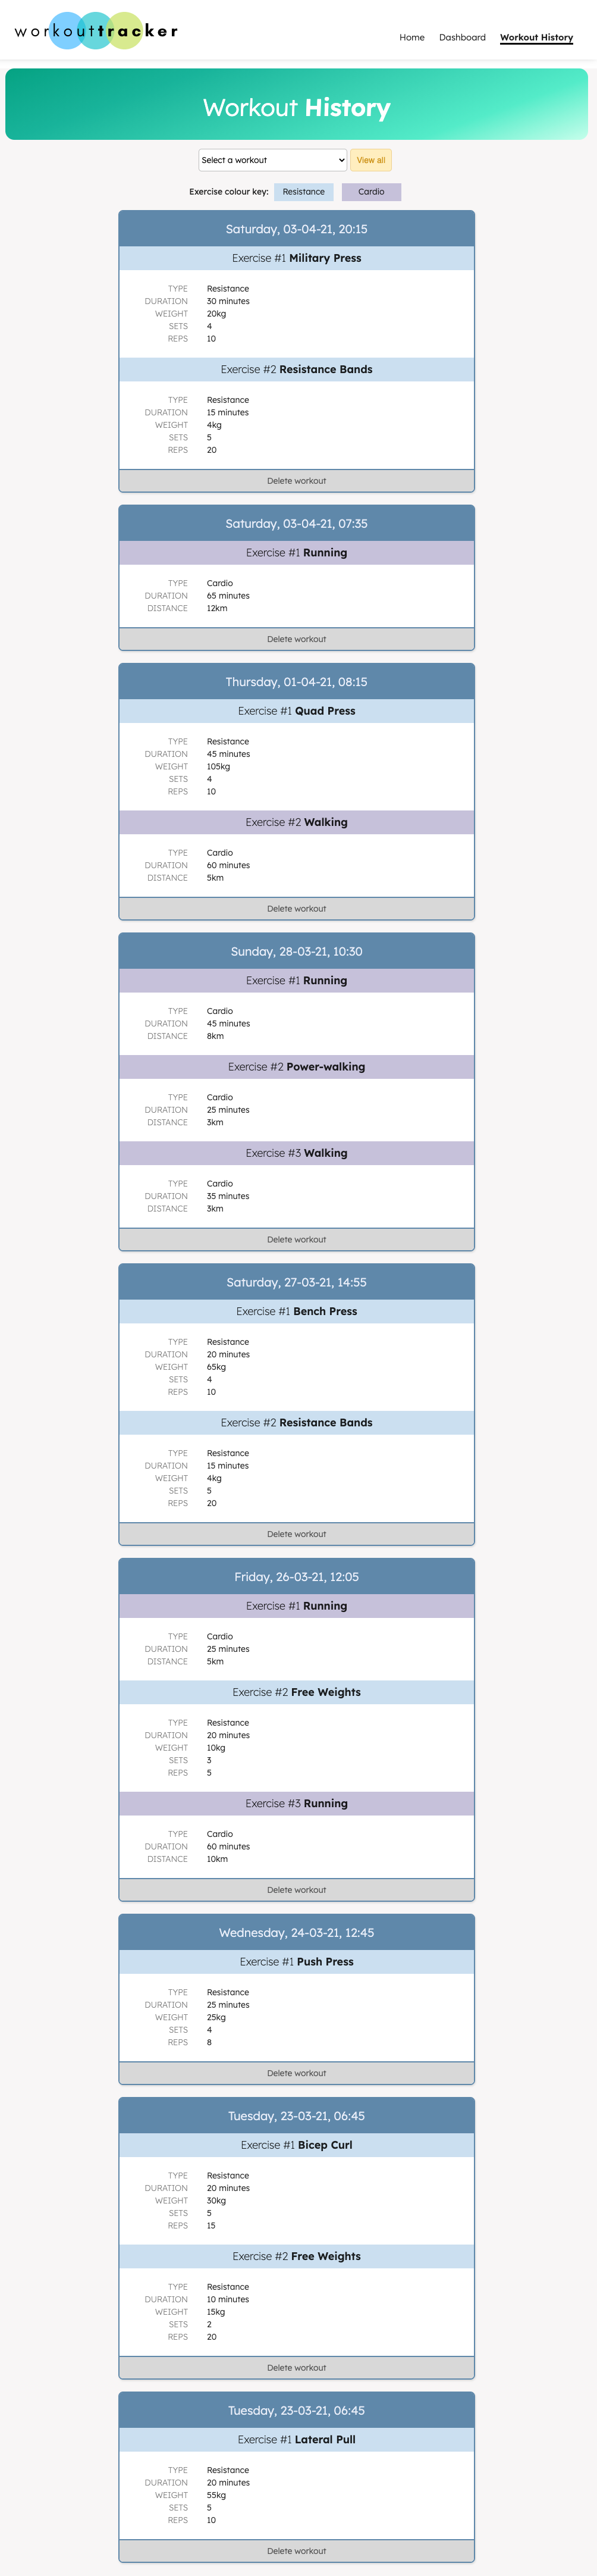 workouttracker
Home Dashboard Workout History
Workout History
Select a workout View all
Exercise colour key: Resistance Cardio
Saturday, 03-04-21, 20:15
Exercise #1 Military Press
TYPE Resistance
DURATION 30 minutes
WEIGHT 20kg
SETS 4
REPS 10
Exercise #2 Resistance Bands
TYPE Resistance
DURATION 15 minutes
WEIGHT 4kg
SETS 5
REPS 20
Delete workout
Saturday, 03-04-21, 07:35
Exercise #1 Running
TYPE Cardio
DURATION 65 minutes
DISTANCE 12km
Delete workout
Thursday, 01-04-21, 08:15
Exercise #1 Quad Press
TYPE Resistance
DURATION 45 minutes
WEIGHT 105kg
SETS 4
REPS 10
Exercise #2 Walking
TYPE Cardio
DURATION 60 minutes
DISTANCE 5km
Delete workout
Sunday, 28-03-21, 10:30
Exercise #1 Running
TYPE Cardio
DURATION 45 minutes
DISTANCE 8km
Exercise #2 Power-walking
TYPE Cardio
DURATION 25 minutes
DISTANCE 3km
Exercise #3 Walking
TYPE Cardio
DURATION 35 minutes
DISTANCE 3km
Delete workout
Saturday, 27-03-21, 14:55
Exercise #1 Bench Press
TYPE Resistance
DURATION 20 minutes
WEIGHT 65kg
SETS 4
REPS 10
Exercise #2 Resistance Bands
TYPE Resistance
DURATION 15 minutes
WEIGHT 4kg
SETS 5
REPS 20
Delete workout
Friday, 26-03-21, 12:05
Exercise #1 Running
TYPE Cardio
DURATION 25 minutes
DISTANCE 5km
Exercise #2 Free Weights
TYPE Resistance
DURATION 20 minutes
WEIGHT 10kg
SETS 3
REPS 5
Exercise #3 Running
TYPE Cardio
DURATION 60 minutes
DISTANCE 10km
Delete workout
Wednesday, 24-03-21, 12:45
Exercise #1 Push Press
TYPE Resistance
DURATION 25 minutes
WEIGHT 25kg
SETS 4
REPS 8
Delete workout
Tuesday, 23-03-21, 06:45
Exercise #1 Bicep Curl
TYPE Resistance
DURATION 20 minutes
WEIGHT 30kg
SETS 5
REPS 15
Exercise #2 Free Weights
TYPE Resistance
DURATION 10 minutes
WEIGHT 15kg
SETS 2
REPS 20
Delete workout
Tuesday, 23-03-21, 06:45
Exercise #1 Lateral Pull
TYPE Resistance
DURATION 20 minutes
WEIGHT 55kg
SETS 5
REPS 10
Delete workout